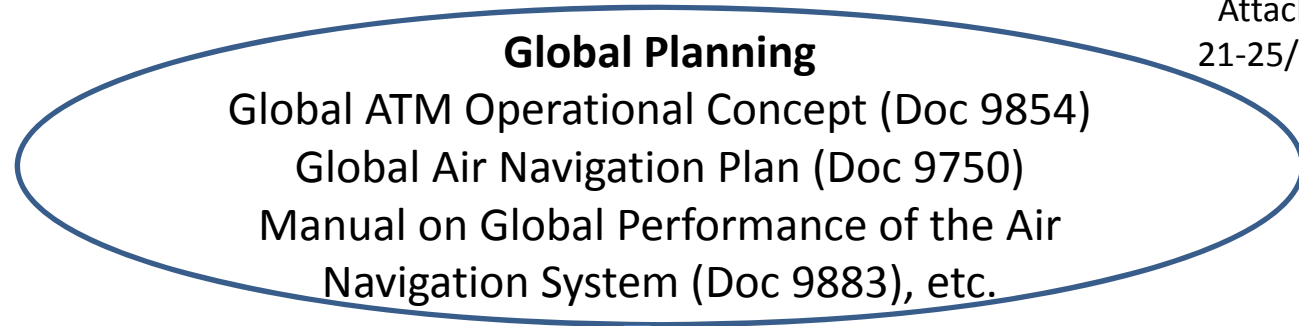 Attac
21-25/
Global Planning
Global ATM Operational Concept (Doc 9854)
Global Air Navigation Plan (Doc 9750)
Manual on Global Performance of the Air
Navigation System (Doc 9883), etc.